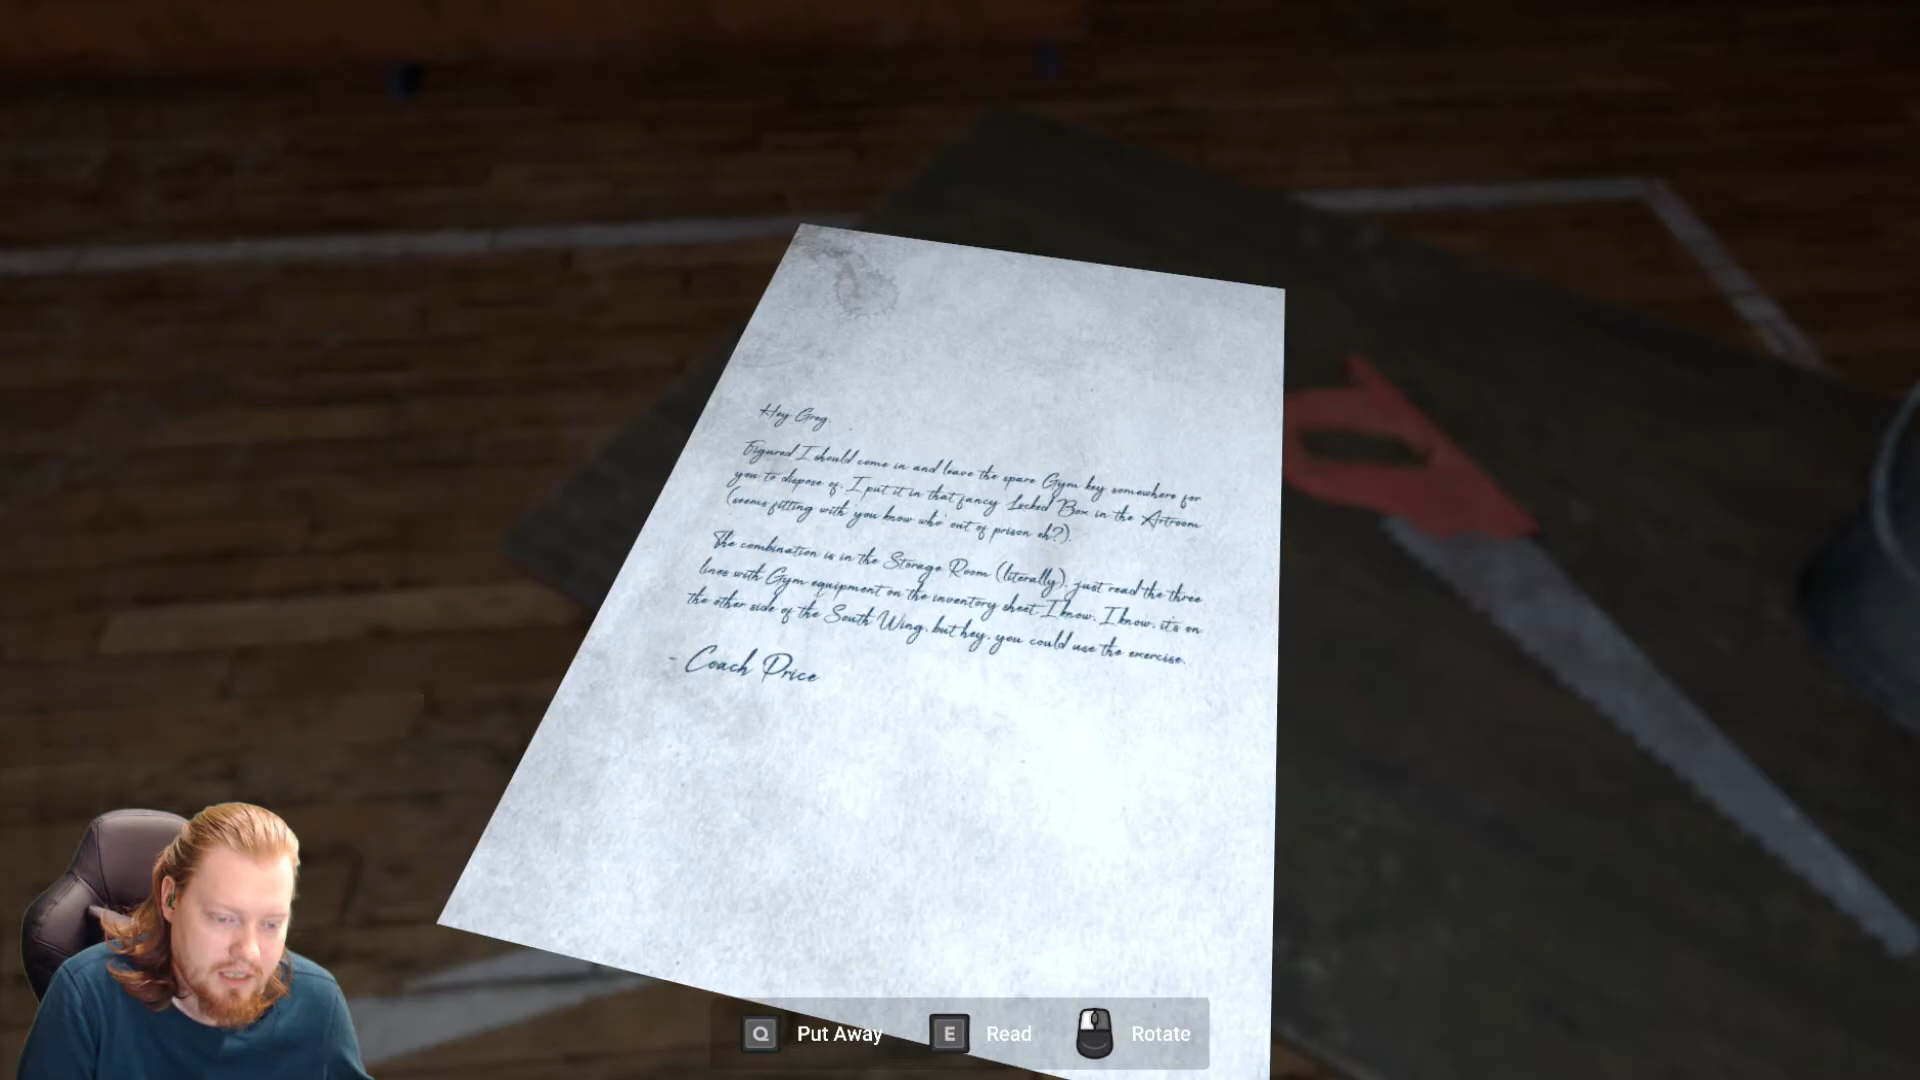 Hey Greg,
Figured I should come in and leave the spare Gym key somewhere for
you to dispose of. I put it in that fancy Locked Box in the Artroom
(seems fitting with 'you know who' out of prison eh?).
The combination is in the Storage Room (literally), just read the three
lines with Gym equipment on the inventory sheet. I know, I know, it's on
the other side of the South Wing, but hey, you could use the exercise.
- Coach Price
Q Put Away E Read Rotate